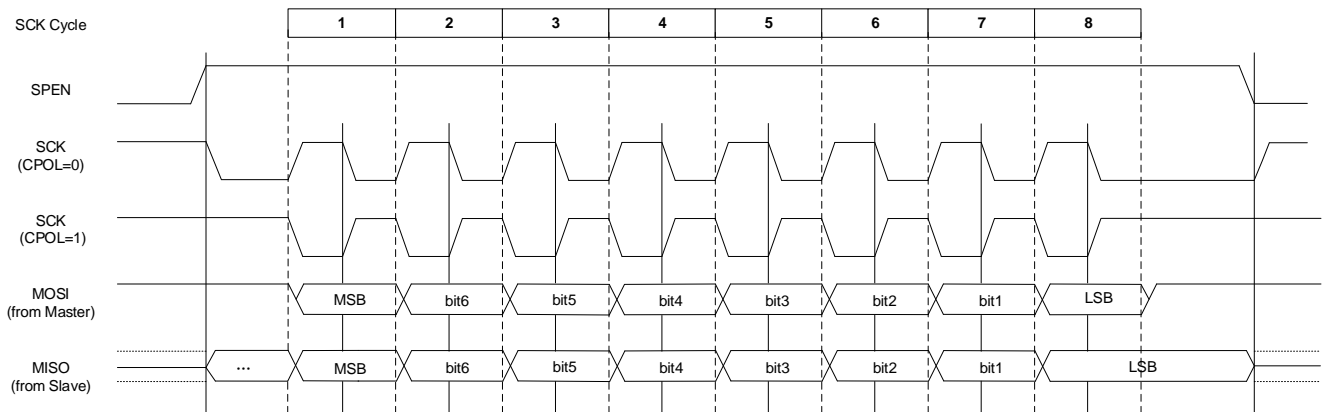 SCK Cycle 1 2 3 4 5 6 7 8
SPEN
SCK
(CPOL=0)
SCK
(CPOL=1)
MOSI
(from Master)
MSB bit6 bit5 bit4 bit3 bit2 bit1 LSB
MISO
(from Slave)
... MSB bit6 bit5 bit4 bit3 bit2 bit1 LSB